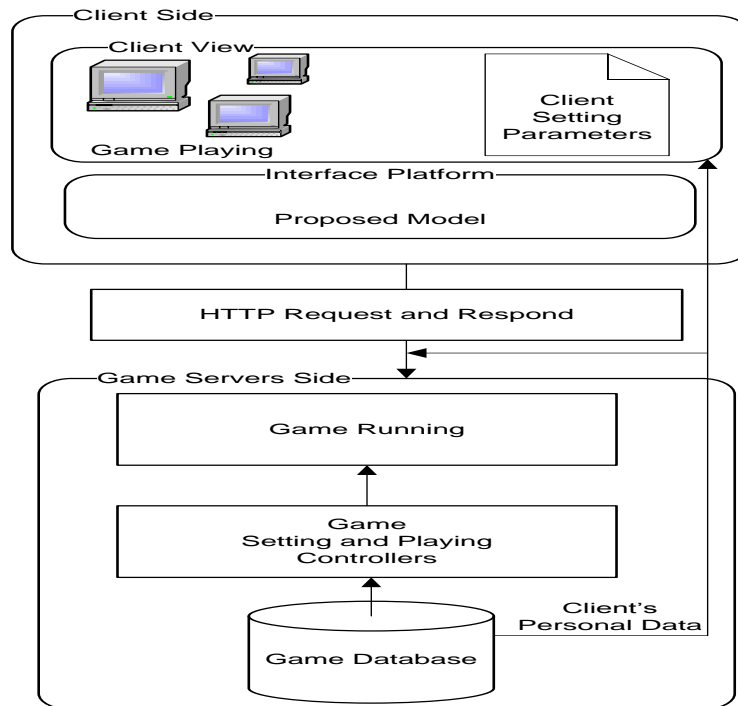 Client Side
Client View
Client
Setting
Parameters
Game Playing
Interface Platform
Proposed Model
HTTP Request and Respond
Game Servers Side
Game Running
Game
Setting and Playing
Controllers
Client's
Personal Data
Game Database